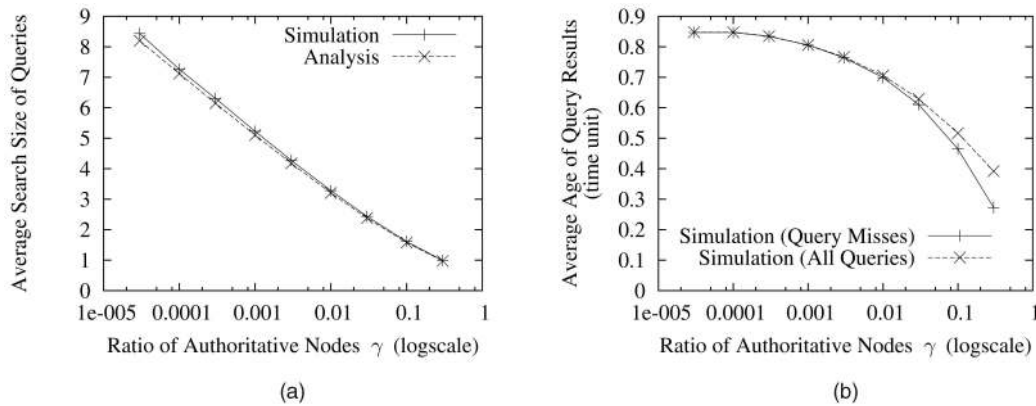 Average Search Size of Queries
9
8
7
6
5
4
3
2
1
0
Simulation
Analysis
1e-005 0.0001 0.001 0.01 0.1 1
Ratio of Authoritative Nodes γ (logscale)
(a)
Average Age of Query Results
(time unit)
0.9
0.8
0.7
0.6
0.5
0.4
0.3
0.2
0.1
0
Simulation (Query Misses)
Simulation (All Queries)
1e-005 0.0001 0.001 0.01 0.1 1
Ratio of Authoritative Nodes γ (logscale)
(b)